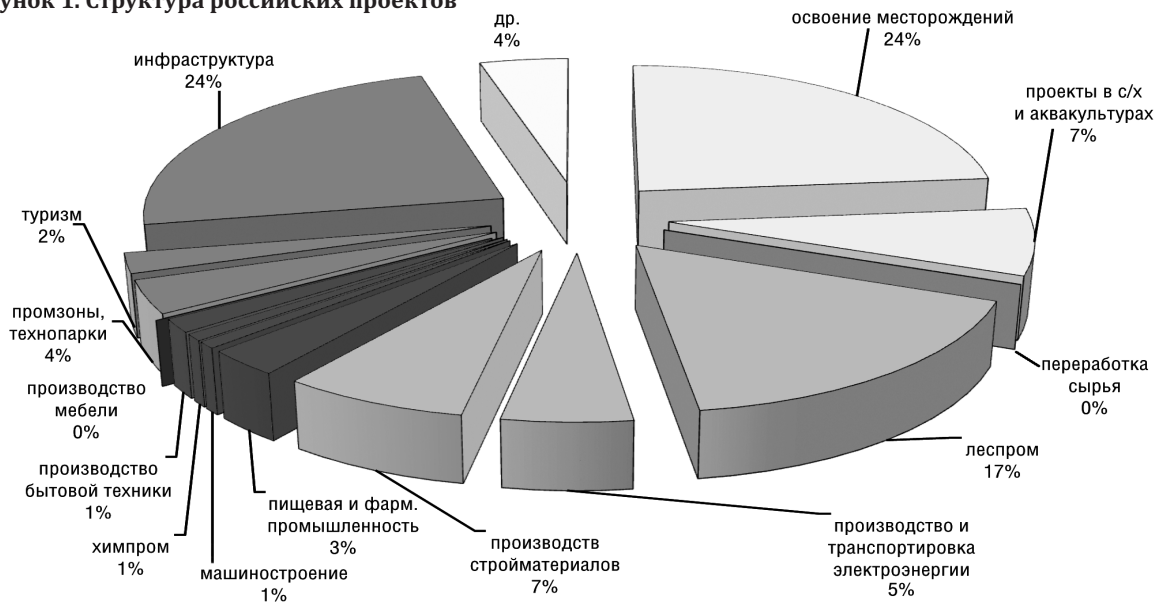 унок 1. Структура российских проектов
др.
4%
освоение месторождений
24%
инфраструктура
24%
проекты в с/х
и аквакультурах
7%
туризм
2%
промзоны,
технопарки
4%
переработка
сырья
0%
производство
мебели
0%
леспром
17%
производство
бытовой техники
1%
пищевая и фарм.
промышленность
3%
производство и
транспортировка
электроэнергии
5%
химпром
1%
производств
стройматериалов
7%
машиностроение
1%